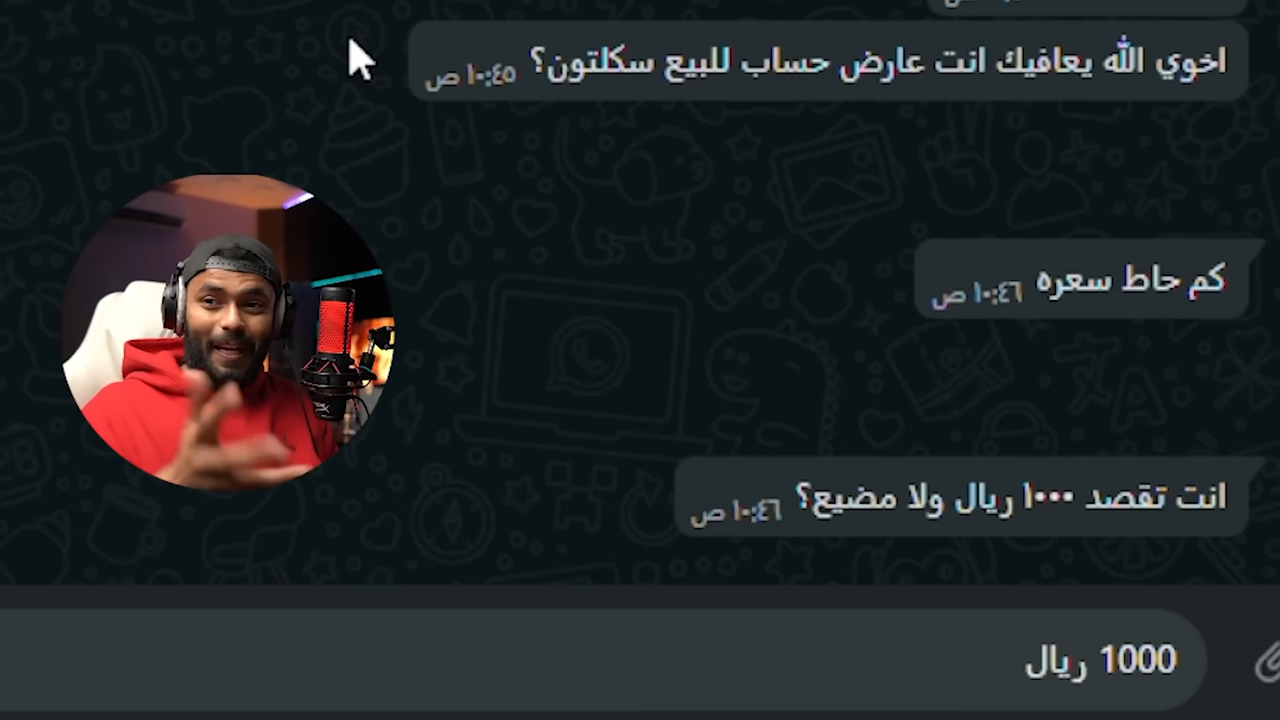 اخوي الله يعافيك انت عارض حساب للبيع سكلتون؟ ١٠:٤٥ ص
كم حاط سعره ١٠:٤٦ ص
انت تقصد ١٠٠٠ ريال ولا مضيع؟ ١٠:٤٦ ص
1000 ريال